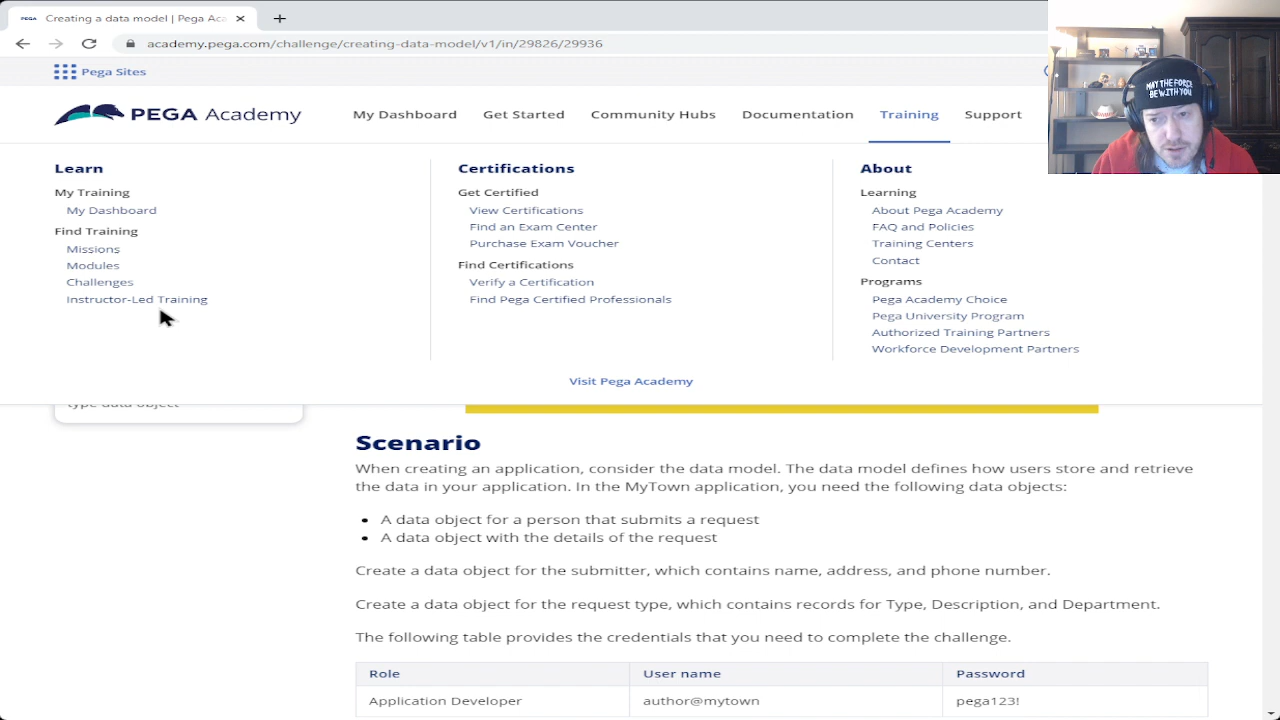 PEGA Creating a data model | Pega Aca
academy.pega.com/challenge/creating-data-model/v1/in/29826/29936
Pega Sites
PEGA Academy
My Dashboard Get Started Community Hubs Documentation Training Support
Learn
My Training
My Dashboard
Find Training
Missions
Modules
Challenges
Instructor-Led Training
Certifications
Get Certified
View Certifications
Find an Exam Center
Purchase Exam Voucher
Find Certifications
Verify a Certification
Find Pega Certified Professionals
About
Learning
About Pega Academy
FAQ and Policies
Training Centers
Contact
Programs
Pega Academy Choice
Pega University Program
Authorized Training Partners
Workforce Development Partners
Visit Pega Academy
type data object
MAY THE FORCE
BE WITH YOU
Scenario
When creating an application, consider the data model. The data model defines how users store and retrieve
the data in your application. In the MyTown application, you need the following data objects:
• A data object for a person that submits a request
• A data object with the details of the request
Create a data object for the submitter, which contains name, address, and phone number.
Create a data object for the request type, which contains records for Type, Description, and Department.
The following table provides the credentials that you need to complete the challenge.
Role User name Password
Application Developer author@mytown pega123!